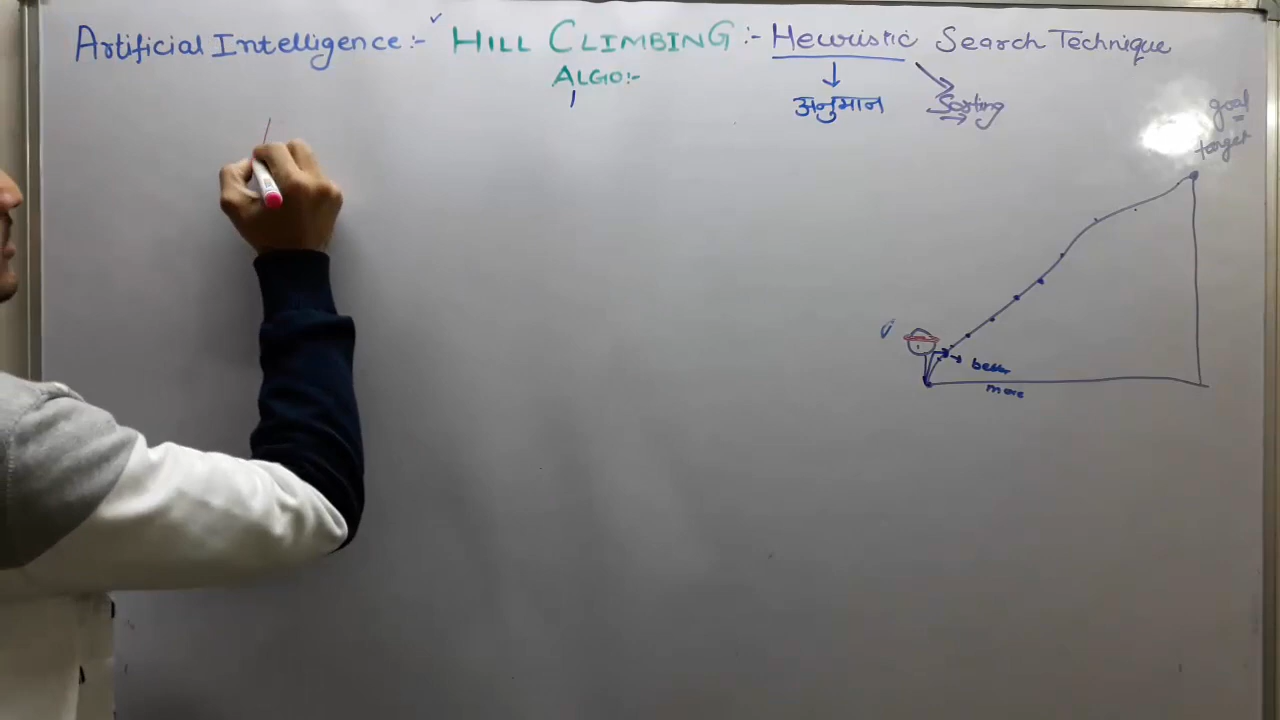 Artificial Intelligence:- HILL CLIMBING:- Heuristic Search Technique
ALGO:-
अनुमान
Sorting
goal
=
target
better
move